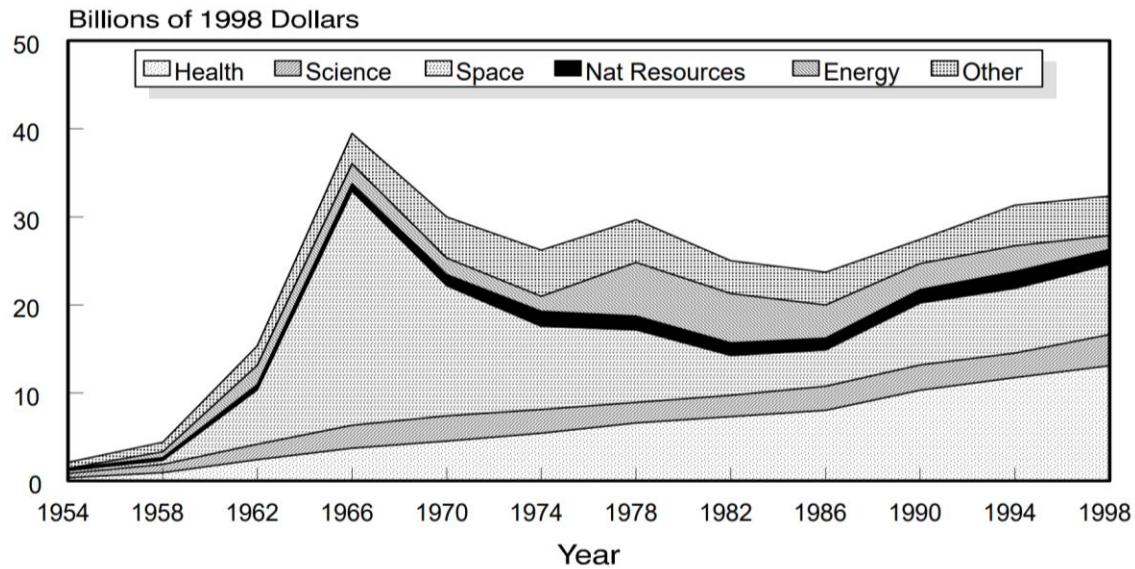 Billions of 1998 Dollars
50
Health Science Space Nat Resources Energy Other
40
30
20
10
0
1954 1958 1962 1966 1970 1974 1978 1982 1986 1990 1994 1998
Year